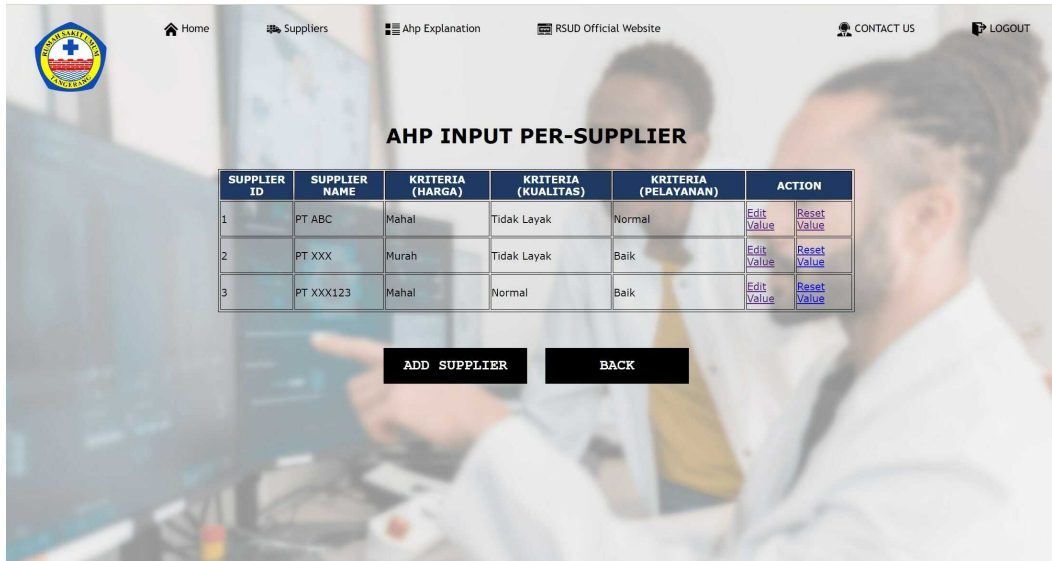 RUMAH SAKIT UMUM
TANGERANG
Home
Suppliers
Ahp Explanation
RSUD Official Website
CONTACT US
LOGOUT
AHP INPUT PER-SUPPLIER
SUPPLIER ID
SUPPLIER NAME
KRITERIA (HARGA)
KRITERIA (KUALITAS)
KRITERIA (PELAYANAN)
ACTION
1 PT ABC Mahal Tidak Layak Normal Edit Value Reset Value
2 PT XXX Murah Tidak Layak Baik Edit Value Reset Value
3 PT XXX123 Mahal Normal Baik Edit Value Reset Value
ADD SUPPLIER
BACK